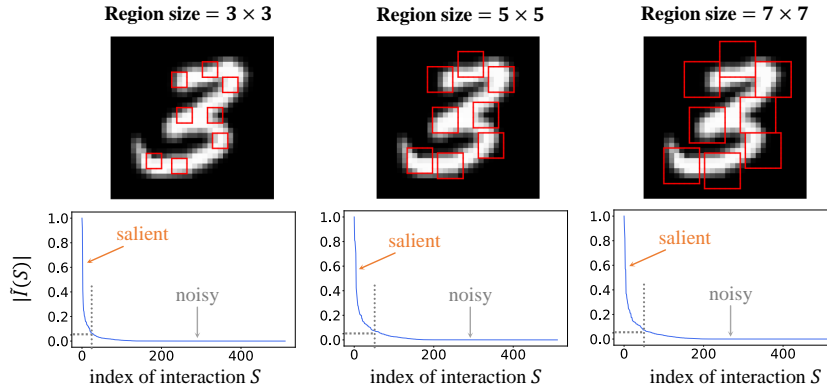 Region size = 3 × 3
Region size = 5 × 5
Region size = 7 × 7
|Ĩ(S)|
1.0
0.8
0.6
0.4
0.2
0.0
salient
noisy
0
200
400
index of interaction S
1.0
0.8
0.6
0.4
0.2
0.0
salient
noisy
0
200
400
index of interaction S
1.0
0.8
0.6
0.4
0.2
0.0
salient
noisy
0
200
400
index of interaction S